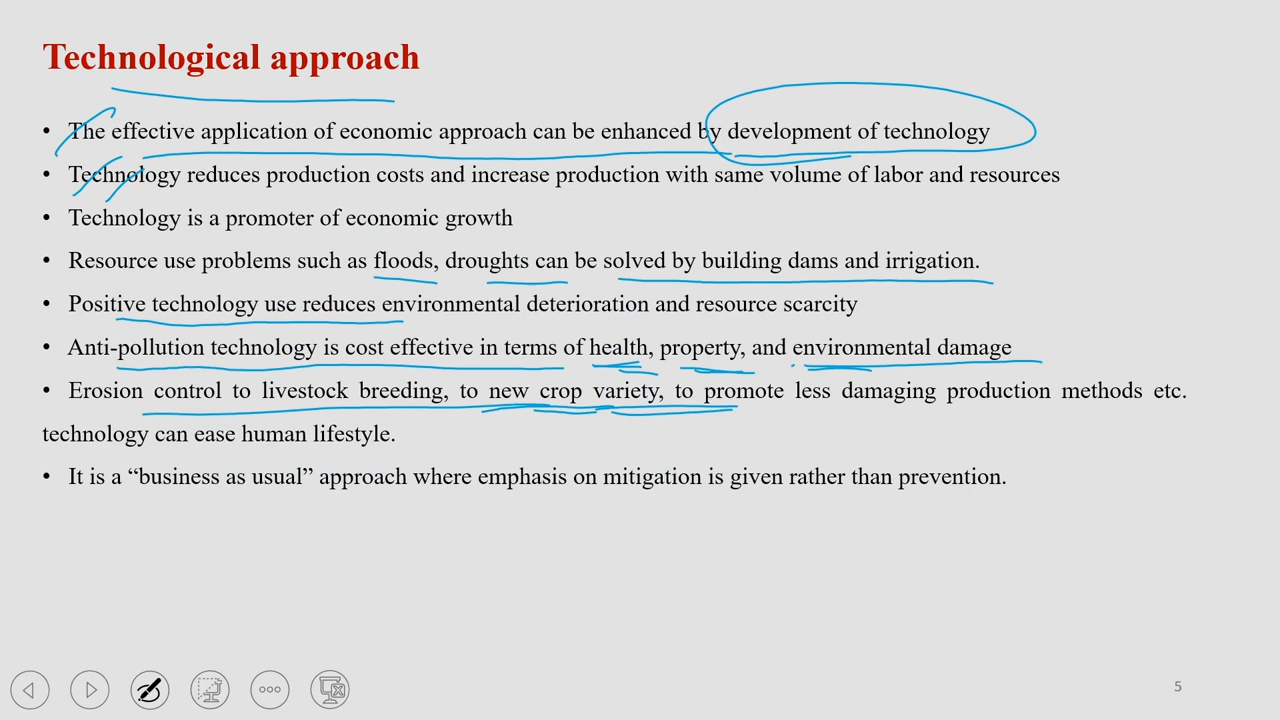 Technological approach
• The effective application of economic approach can be enhanced by development of technology
• Technology reduces production costs and increase production with same volume of labor and resources
• Technology is a promoter of economic growth
• Resource use problems such as floods, droughts can be solved by building dams and irrigation.
• Positive technology use reduces environmental deterioration and resource scarcity
• Anti-pollution technology is cost effective in terms of health, property, and environmental damage
• Erosion control to livestock breeding, to new crop variety, to promote less damaging production methods etc.
technology can ease human lifestyle.
• It is a “business as usual” approach where emphasis on mitigation is given rather than prevention.
5